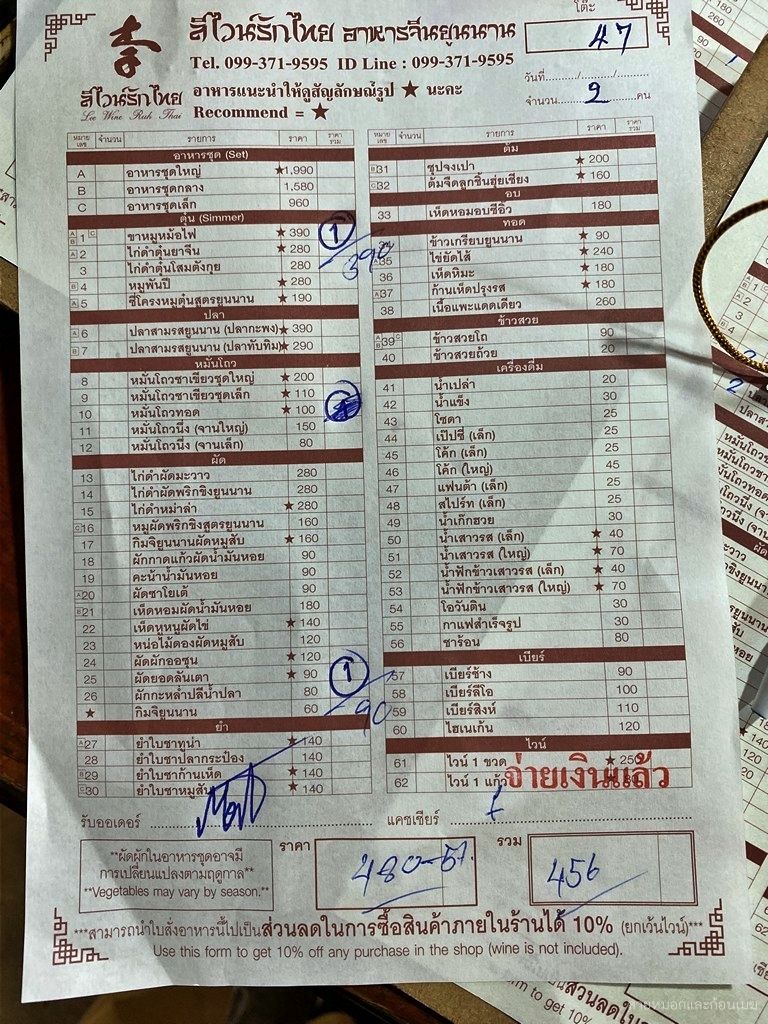 โต๊ะ 47
李
ลีไวน์รักไทย อาหารจีนยูนนาน
Tel. 099-371-9595 ID Line : 099-371-9595
ลีไวน์รักไทย
Lee Wine Ruk Thai
อาหารแนะนำให้ดูสัญลักษณ์รูป ★ นะคะ
Recommend = ★
วันที่........./........./.........
จำนวน 2 คน
หมายเลข จำนวน รายการ ราคา ราคารวม
อาหารชุด (Set)
A อาหารชุดใหญ่ ★1,990
B อาหารชุดกลาง 1,580
C อาหารชุดเล็ก 960
ตุ๋น (Simmer)
1 ขาหมูหม้อไฟ ★ 390 1 390
2 ไก่ดำตุ๋นยาจีน ★ 280
3 ไก่ดำตุ๋นโสมตังกุย 280
4 หมูพันปี ★ 280
5 ซี่โครงหมูตุ๋นสูตรยูนนาน ★ 190
ปลา
6 ปลาสามรสยูนนาน (ปลากะพง)★ 390
7 ปลาสามรสยูนนาน (ปลาทับทิม)★ 290
หมั่นโถว
8 หมั่นโถวชาเขียวชุดใหญ่ ★ 200
9 หมั่นโถวชาเขียวชุดเล็ก ★ 110
10 หมั่นโถวทอด ★ 100
11 หมั่นโถวนึ่ง (จานใหญ่) 150
12 หมั่นโถวนึ่ง (จานเล็ก) 80
ผัด
13 ไก่ดำผัดมะวาว 280
14 ไก่ดำผัดพริกขิงยูนนาน 280
15 ไก่ดำหม่าล่า ★ 280
16 หมูผัดพริกขิงสูตรยูนนาน 160
17 กิมจิยูนนานผัดหมูสับ ★ 160
18 ผักกาดแก้วผัดน้ำมันหอย 90
19 คะน้าน้ำมันหอย 90
20 ผัดซาโยเต้ 90
21 เห็ดหอมผัดน้ำมันหอย 180
22 เห็ดหูหนูผัดไข่ ★ 140
23 หน่อไม้ดองผัดหมูสับ 120
24 ผัดผักออซุน ★ 120
25 ผัดยอดลันเตา ★ 90 1 90
26 ผักกะหล่ำปลีน้ำปลา 80
★ กิมจิยูนนาน 60
ยำ
27 ยำใบชาทูน่า ★ 140
28 ยำใบชาปลากระป๋อง 140
29 ยำใบชาก้านเห็ด ★ 140
30 ยำใบชาหมูสับ ★ 140
หมายเลข จำนวน รายการ ราคา ราคารวม
ต้ม
31 ซุปจงเปา ★ 200
32 ต้มจืดลูกชิ้นฮุ่ยเซียง ★ 160
อบ
33 เห็ดหอมอบซีอิ๊ว 180
ทอด
ข้าวเกรียบยูนนาน ★ 90
35 ไข่ยัดไส้ ★ 240
36 เห็ดหิมะ ★ 180
37 ก้านเห็ดปรุงรส ★ 180
38 เนื้อแพะแดดเดียว 260
ข้าวสวย
39 ข้าวสวยโถ 90
40 ข้าวสวยถ้วย 20
เครื่องดื่ม
41 น้ำเปล่า 20
42 น้ำแข็ง 30
43 โซดา 25
44 เป๊ปซี่ (เล็ก) 25
45 โค้ก (เล็ก) 25
46 โค้ก (ใหญ่) 45
47 แฟนต้า (เล็ก) 25
48 สไปร์ท (เล็ก) 25
49 น้ำเก๊กฮวย 30
50 น้ำเสาวรส (เล็ก) ★ 40
51 น้ำเสาวรส (ใหญ่) ★ 70
52 น้ำฟักข้าวเสาวรส (เล็ก) ★ 40
53 น้ำฟักข้าวเสาวรส (ใหญ่) ★ 70
54 โอวันติน 30
55 กาแฟสำเร็จรูป 30
56 ชาร้อน 80
เบียร์
57 เบียร์ช้าง 90
58 เบียร์ลีโอ 100
59 เบียร์สิงห์ 110
60 ไฮเนเก้น 120
ไวน์
61 ไวน์ 1 ขวด ★ 250
62 ไวน์ 1 แก้ว
จ่ายเงินแล้ว
รับออเดอร์ แคชเชียร์
**ผัดผักในอาหารชุดอาจมี
การเปลี่ยนแปลงตามฤดูกาล**
**Vegetables may vary by season.**
ราคา 480-5%. รวม 456
***สามารถนำใบสั่งอาหารนี้ไปเป็นส่วนลดในการซื้อสินค้าภายในร้านได้ 10% (ยกเว้นไวน์)***
Use this form to get 10% off any purchase in the shop (wine is not included).
สายหมอกและก้อนเมฆ